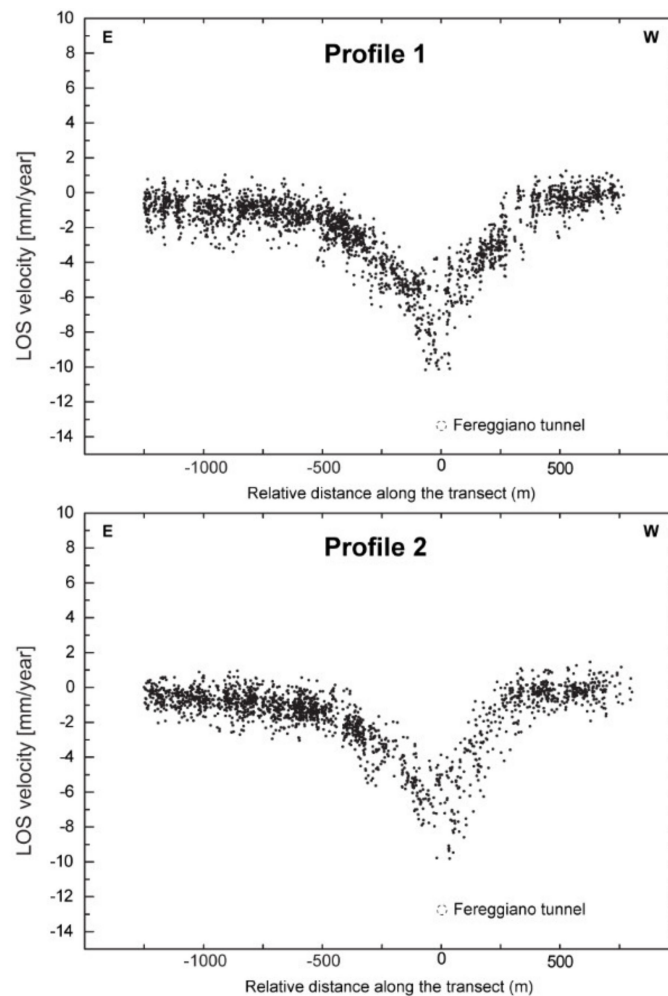 10
E
Profile 1
W
8
6
4
2
0
-2
-4
-6
-8
-10
-12
-14
LOS velocity [mm/year]
Fereggiano tunnel
-1000 -500 0 500
Relative distance along the transect (m)
10
E
Profile 2
W
8
6
4
2
0
-2
-4
-6
-8
-10
-12
-14
LOS velocity [mm/year]
Fereggiano tunnel
-1000 -500 0 500
Relative distance along the transect (m)